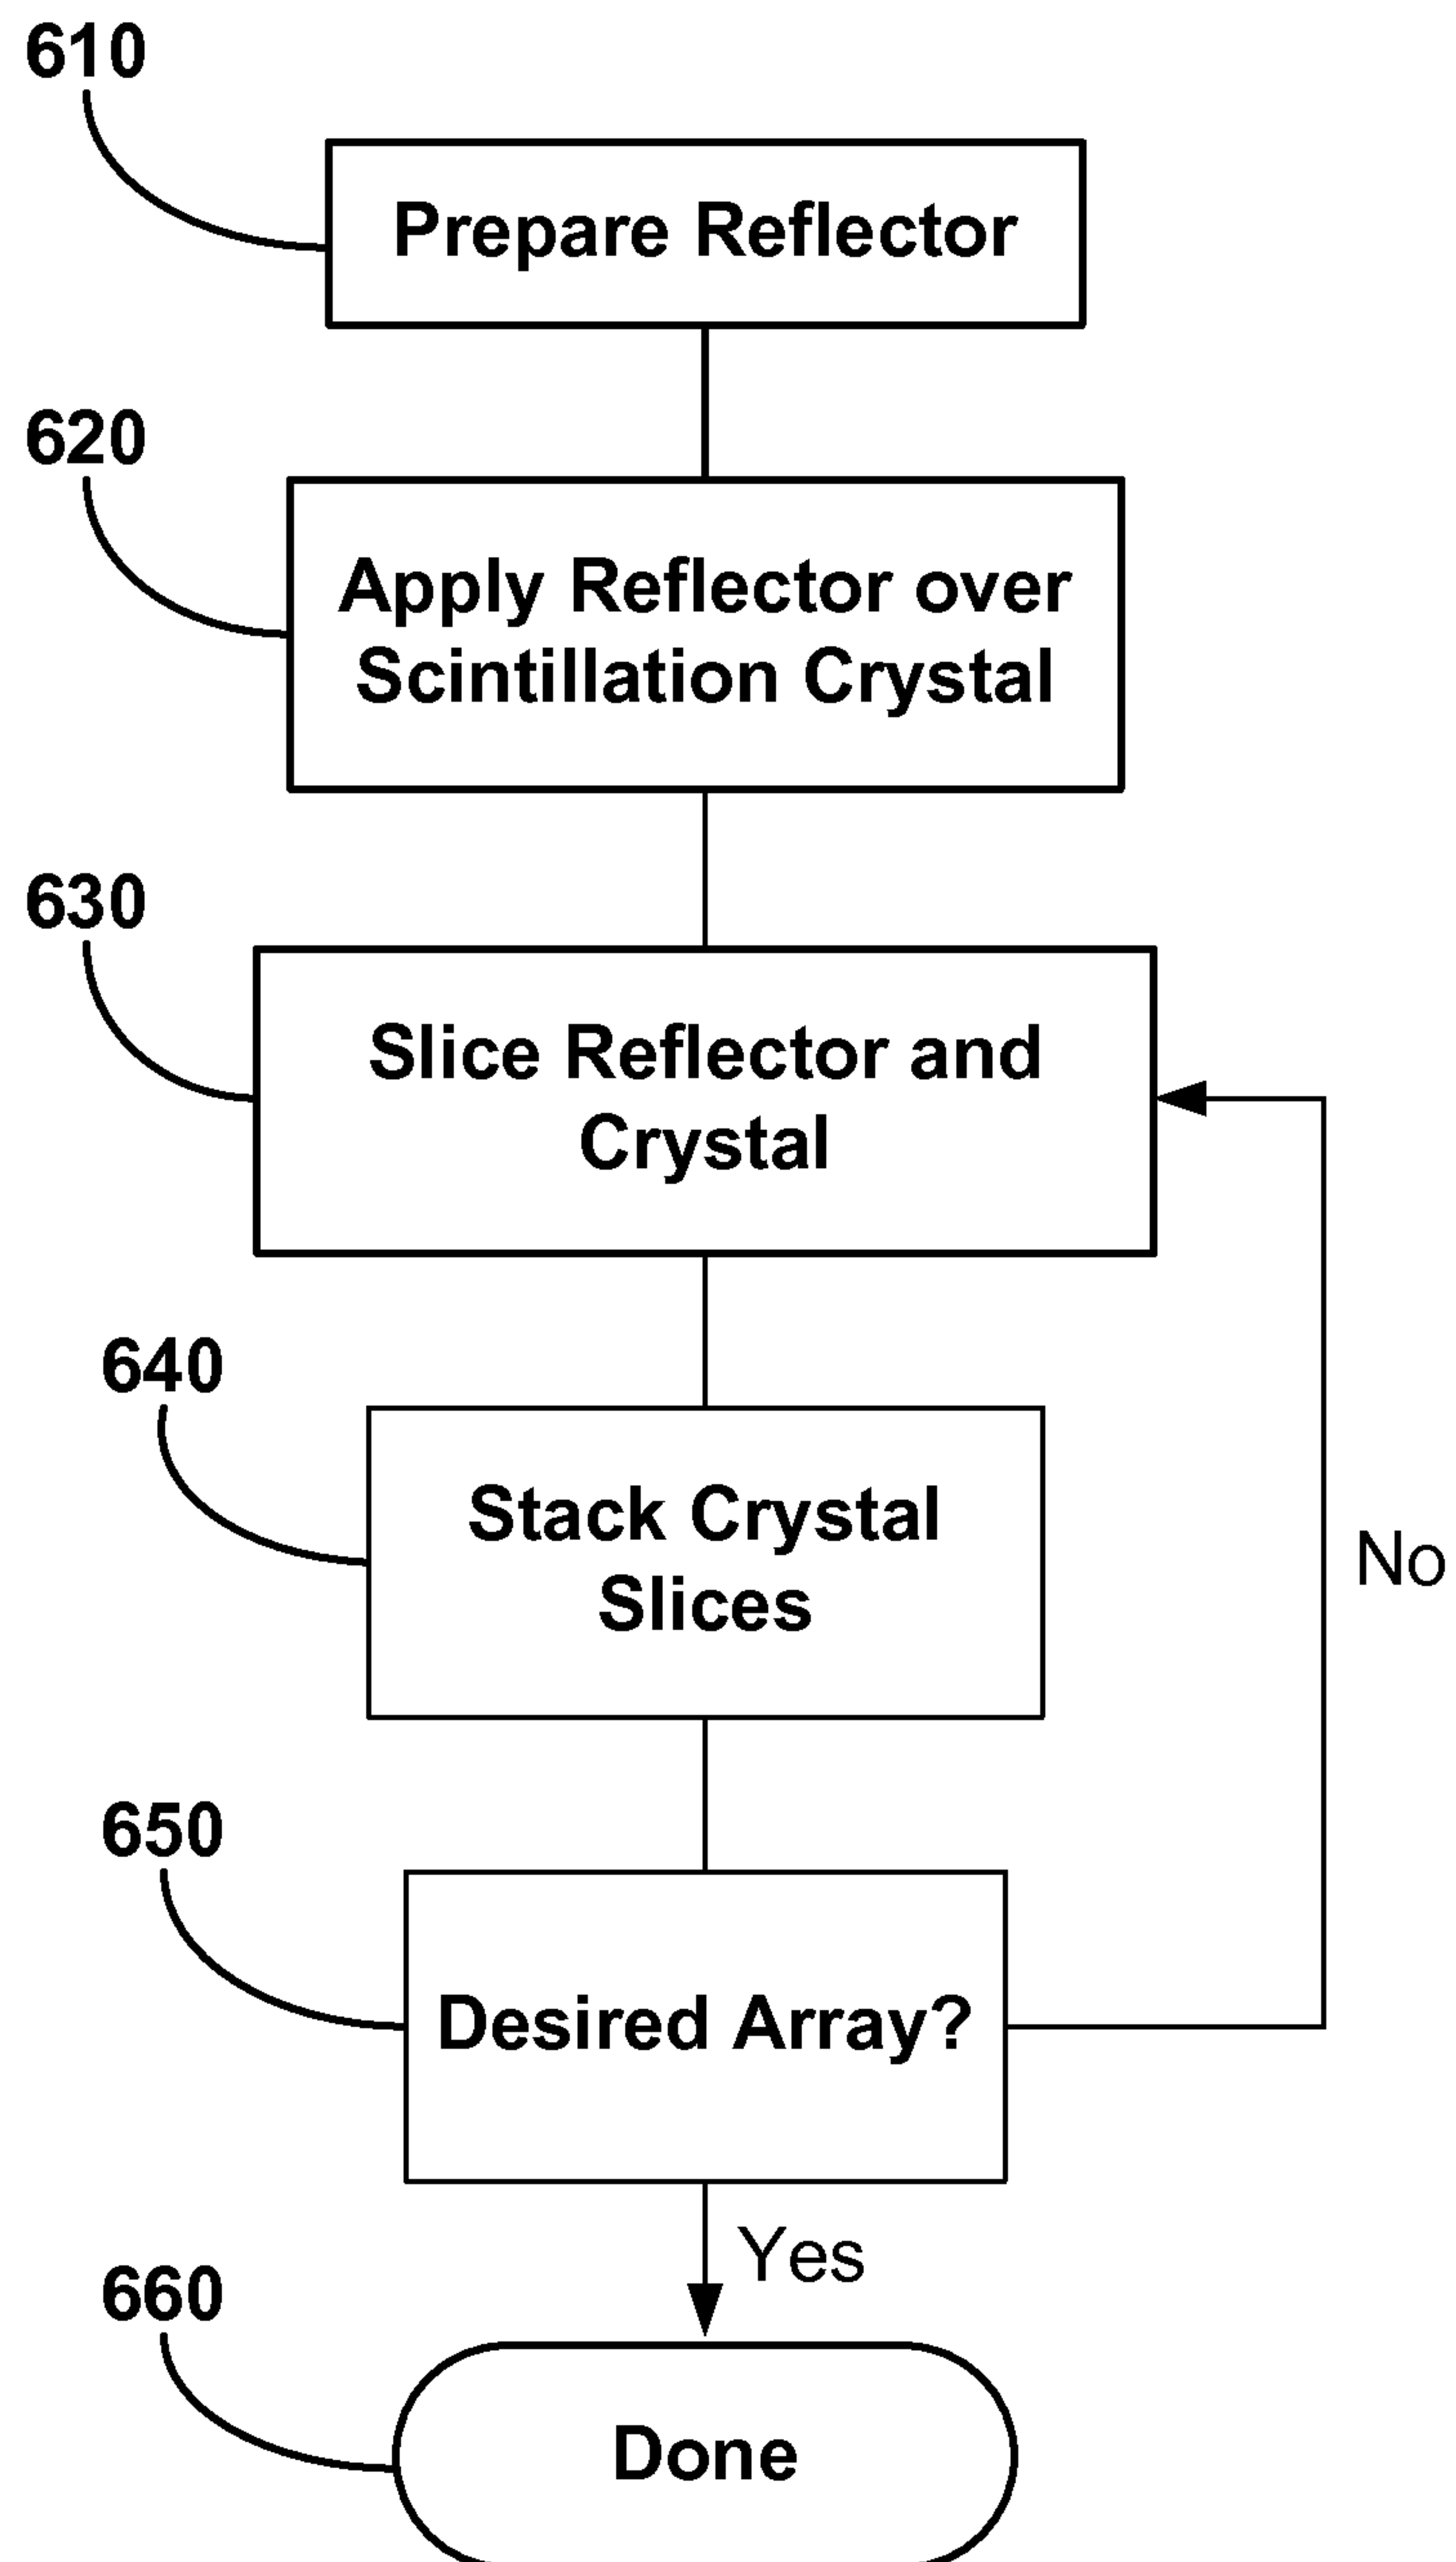 610
Prepare Reflector
620
Apply Reflector over
Scintillation Crystal
630
Slice Reflector and
Crystal
640
Stack Crystal
Slices
No
650
Desired Array?
Yes
660
Done